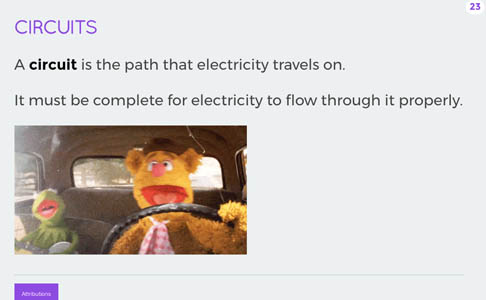 23
CIRCUITS
A circuit is the path that electricity travels on.
It must be complete for electricity to flow through it properly.
Attributions